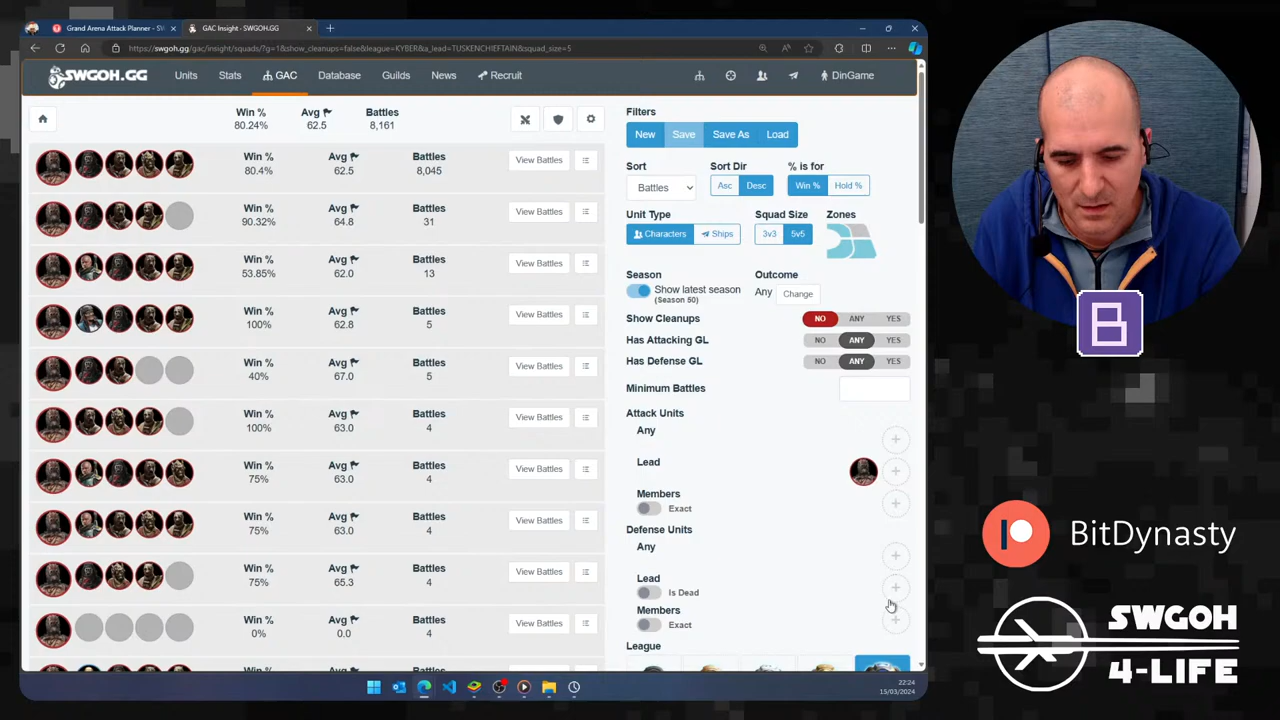 Grand Arena Attack Planner - SW
GAC Insight - SWGOH.GG
https://swgoh.gg/gac/insight/squads/?g=1&show_cleanups=false&league=KYBER&a_lead=TUSKENCHIEFTAIN&squad_size=5
SWGOH.GG Units Stats GAC Database Guilds News Recruit DinGame
Win % Avg Battles
80.24% 62.5 8,161
Win % Avg Battles View Battles
80.4% 62.5 8,045
Win % Avg Battles View Battles
90.32% 64.8 31
Win % Avg Battles View Battles
53.85% 62.0 13
Win % Avg Battles View Battles
100% 62.8 5
Win % Avg Battles View Battles
40% 67.0 5
Win % Avg Battles View Battles
100% 63.0 4
Win % Avg Battles View Battles
75% 63.0 4
Win % Avg Battles View Battles
75% 63.0 4
Win % Avg Battles View Battles
75% 65.3 4
Win % Avg Battles View Battles
0% 0.0 4
Filters
New Save Save As Load
Sort Sort Dir % is for
Battles Asc Desc Win % Hold %
Unit Type Squad Size Zones
Characters Ships 3v3 5v5
Season Outcome
Show latest season Any Change
(Season 50)
Show Cleanups NO ANY YES
Has Attacking GL NO ANY YES
Has Defense GL NO ANY YES
Minimum Battles
Attack Units
Any
Lead
Members
Exact
Defense Units
Any
Lead
Is Dead
Members
Exact
League
22:24
15/03/2024
B
BitDynasty
SWGOH
4-LIFE